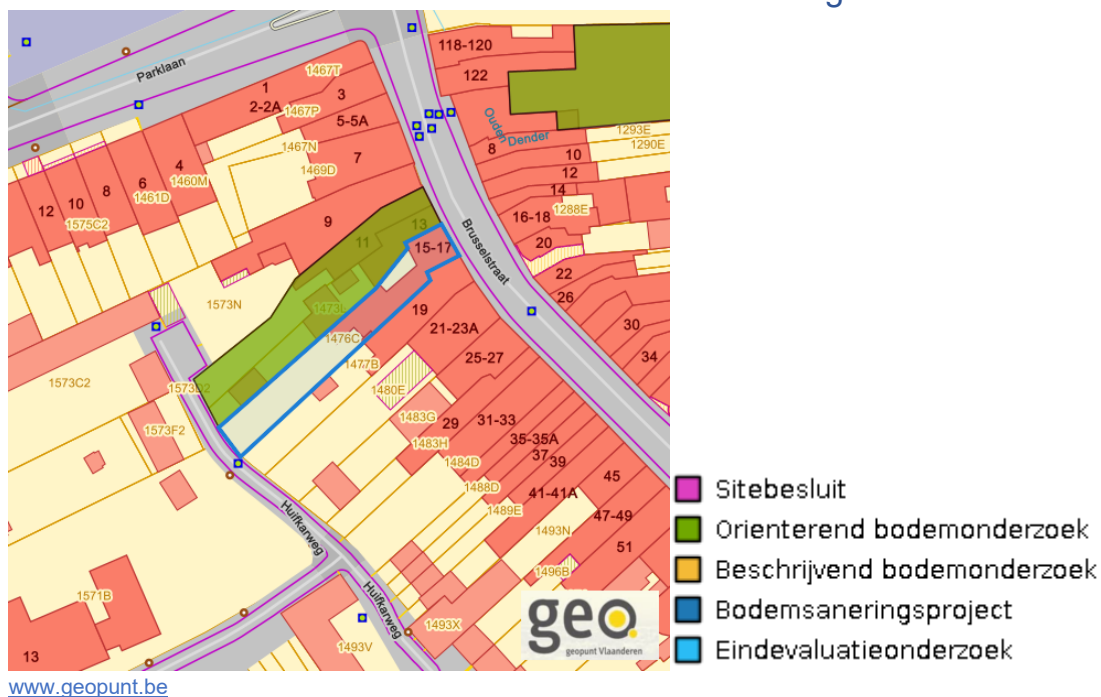 Parklaan
118-120
122
1467T
1
2-2A
1467P
3
5-5A
1467N
1469D
7
Ouden Dender
8
1293E
1290E
10
12
14
16-18
1288E
20
22
26
30
34
4
1460M
6
1461D
8
10
1575C2
12
9
11
13
15-17
Brusselstraat
1573N
1476C
1477B
19
21-23A
25-27
1480E
1573C2
1573D2
1573F2
1483G
1483H
29
31-33
35-35A
37
39
41-41A
45
47-49
51
1484D
1488D
1489E
1493N
1496B
Huifkarweg
Huifkarweg
1571B
13
1493V
1493X
geo.
geopunt Vlaanderen
Sitebesluit
Orienterend bodemonderzoek
Beschrijvend bodemonderzoek
Bodemsaneringsproject
Eindevaluatieonderzoek
www.geopunt.be